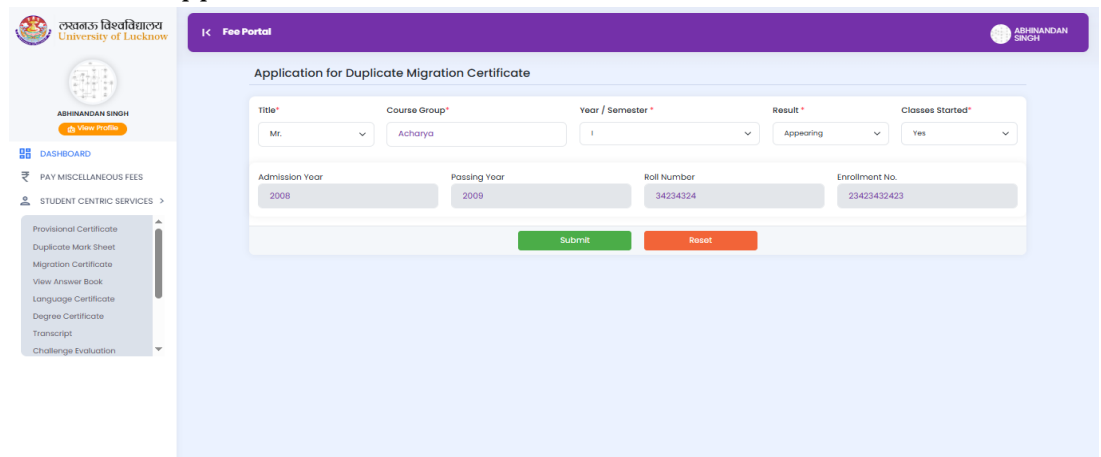 लखनऊ विश्वविद्यालय
University of Lucknow
ABHINANDAN SINGH
View Profile
DASHBOARD
PAY MISCELLANEOUS FEES
STUDENT CENTRIC SERVICES >
Provisional Certificate
Duplicate Mark Sheet
Migration Certificate
View Answer Book
Language Certificate
Degree Certificate
Transcript
Challenge Evaluation
Fee Portal
ABHINANDAN
SINGH
Application for Duplicate Migration Certificate
Title* Course Group* Year / Semester * Result * Classes Started*
Mr. Acharya I Appearing Yes
Admission Year Passing Year Roll Number Enrollment No.
2008 2009 34234324 23423432423
Submit Reset